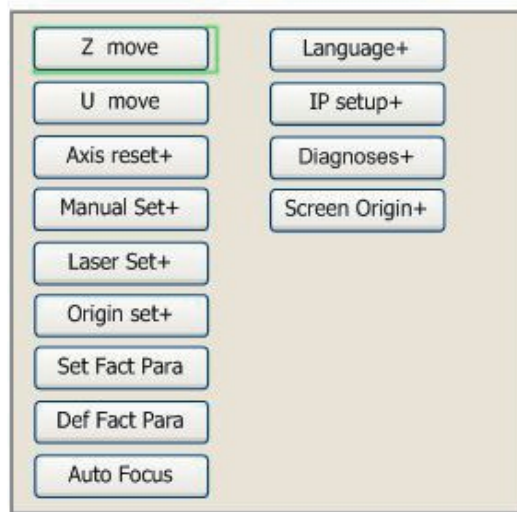 Z move
U move
Axis reset+
Manual Set+
Laser Set+
Origin set+
Set Fact Para
Def Fact Para
Auto Focus
Language+
IP setup+
Diagnoses+
Screen Origin+